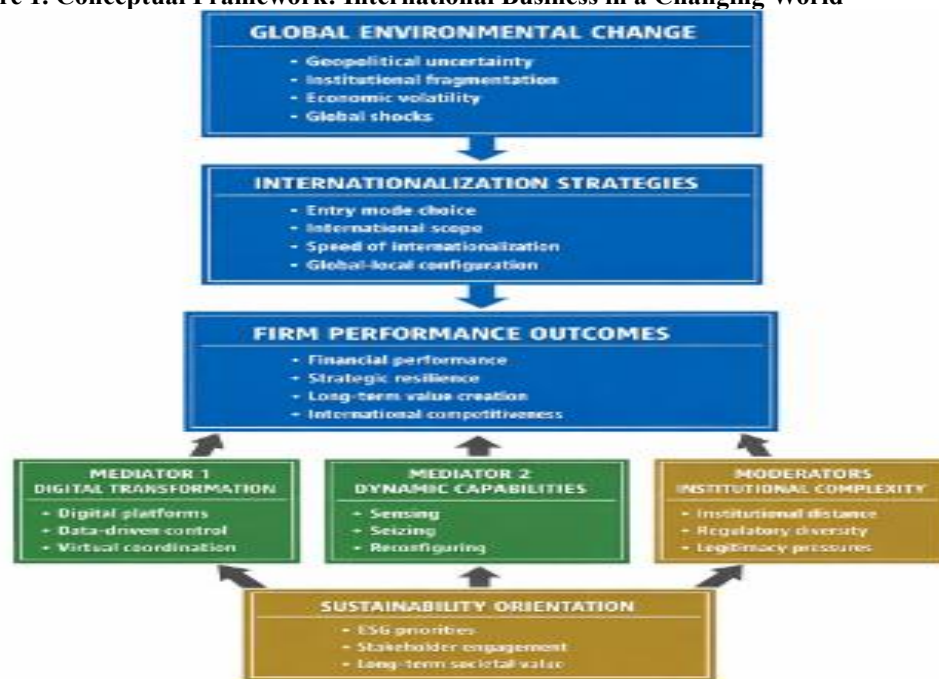 re 1. Conceptual Framework: International Business in a Changing World
GLOBAL ENVIRONMENTAL CHANGE
• Geopolitical uncertainty
• Institutional fragmentation
• Economic volatility
• Global shocks
INTERNATIONALIZATION STRATEGIES
• Entry mode choice
• International scope
• Speed of internationalization
• Global-local configuration
FIRM PERFORMANCE OUTCOMES
• Financial performance
• Strategic resilience
• Long-term value creation
• International competitiveness
MEDIATOR 1
DIGITAL TRANSFORMATION
• Digital platforms
• Data-driven control
• Virtual coordination
MEDIATOR 2
DYNAMIC CAPABILITIES
• Sensing
• Seizing
• Reconfiguring
MODERATORS
INSTITUTIONAL COMPLEXITY
• Institutional distance
• Regulatory diversity
• Legitimacy pressures
SUSTAINABILITY ORIENTATION
• ESG priorities
• Stakeholder engagement
• Long-term societal value